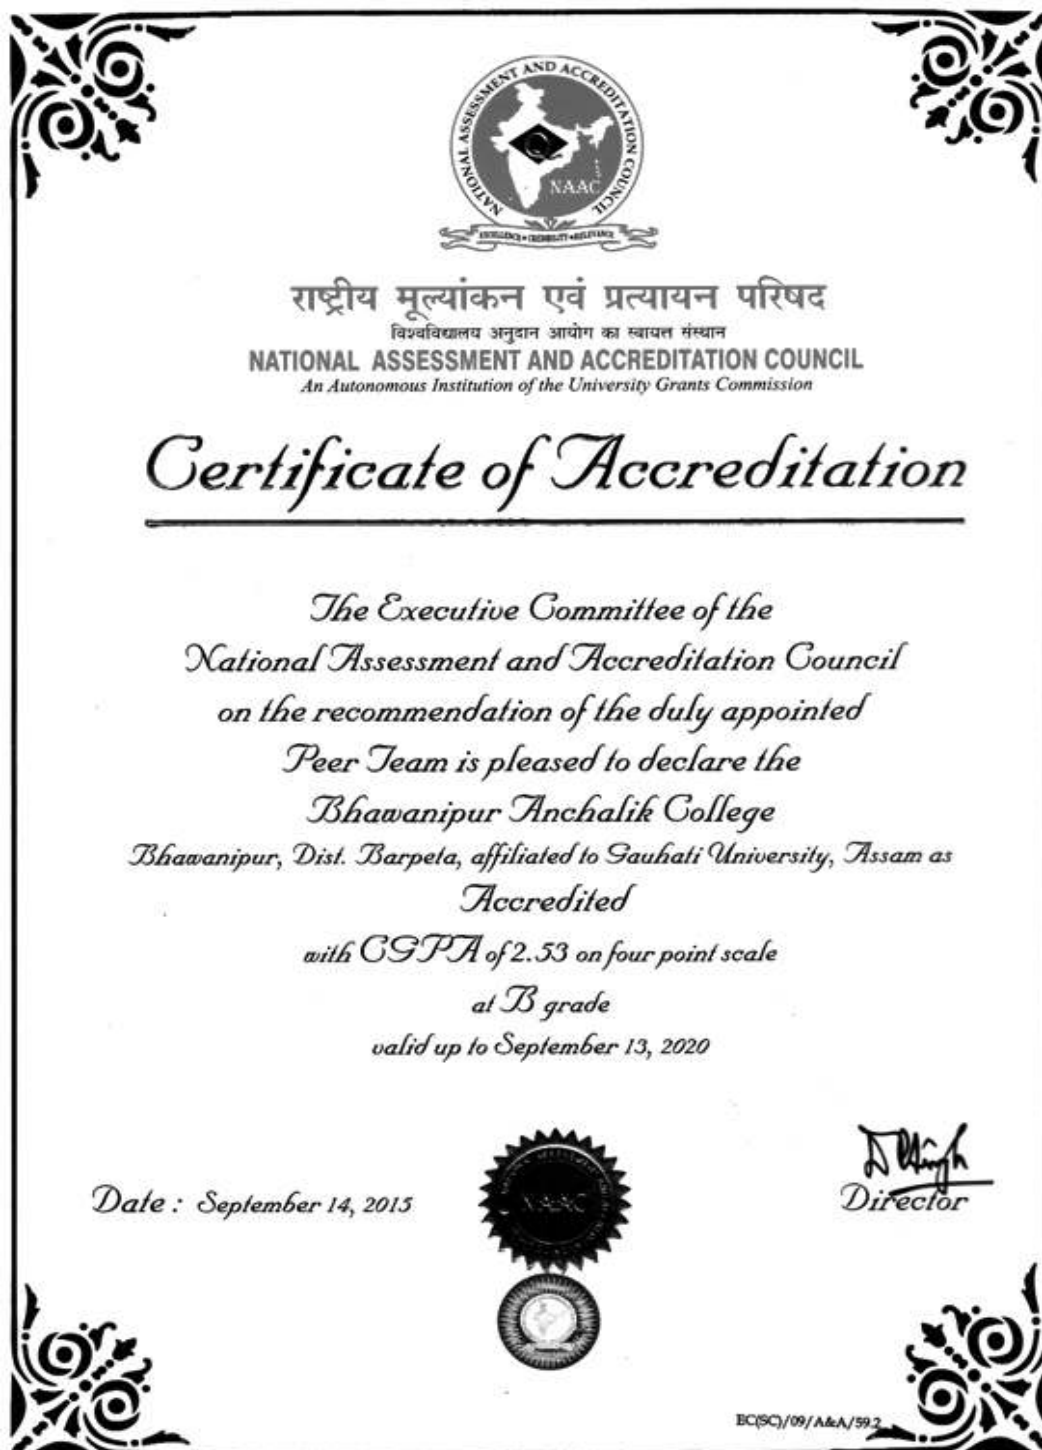 NATIONAL ASSESSMENT AND ACCREDITATION COUNCIL
NAAC
EXCELLENCE • CREDIBILITY • RELEVANCE
राष्ट्रीय मूल्यांकन एवं प्रत्यायन परिषद
विश्वविद्यालय अनुदान आयोग का स्वायत्त संस्थान
NATIONAL ASSESSMENT AND ACCREDITATION COUNCIL
An Autonomous Institution of the University Grants Commission
Certificate of Accreditation
The Executive Committee of the
National Assessment and Accreditation Council
on the recommendation of the duly appointed
Peer Team is pleased to declare the
Bhawanipur Anchalik College
Bhawanipur, Dist. Barpeta, affiliated to Gauhati University, Assam as
Accredited
with CGPA of 2.53 on four point scale
at B grade
valid up to September 13, 2020
Date : September 14, 2015
NAAC
Director
EC(SC)/09/A&A/59.2